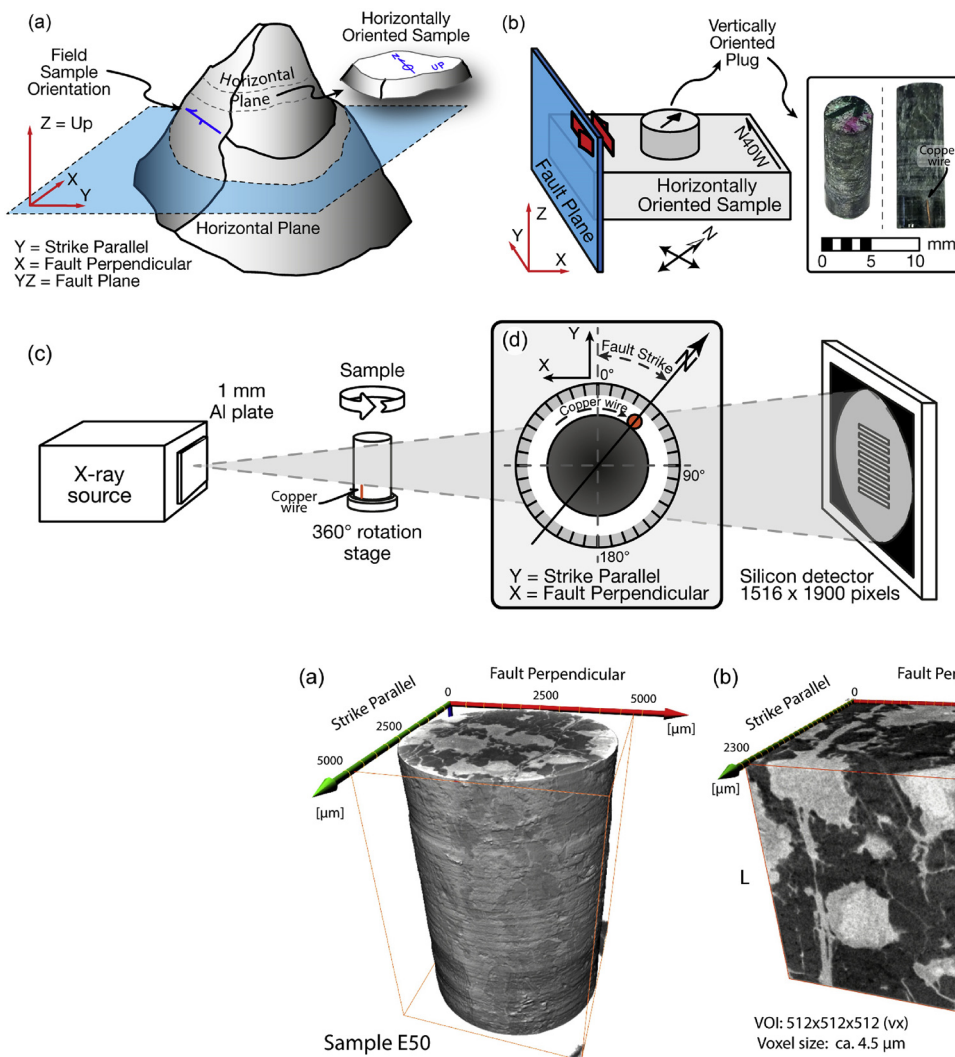 (a)
Horizontally
Oriented Sample
Field
Sample
Orientation
Horizontal
Plane
UP
Z = Up
X
Y
Horizontal Plane
Y = Strike Parallel
X = Fault Perpendicular
YZ = Fault Plane
(b)
Vertically
Oriented
Plug
N40W
Fault Plane
Horizontally
Oriented Sample
Z
Y
X
N
Copper
wire
mm
0 5 10
(c)
1 mm
Al plate
Sample
X-ray
source
Copper
wire
360° rotation
stage
(d)
Y
X
Fault Strike
N
0°
Copper wire
90°
180°
Y = Strike Parallel
X = Fault Perpendicular
Silicon detector
1516 x 1900 pixels
(a)
Fault Perpendicular
Strike Parallel
0
2500
5000
[µm]
2500
5000
[µm]
Sample E50
(b)
Fault Per
Strike Parallel
0
2300
[µm]
L
VOI: 512x512x512 (vx)
Voxel size: ca. 4.5 µm